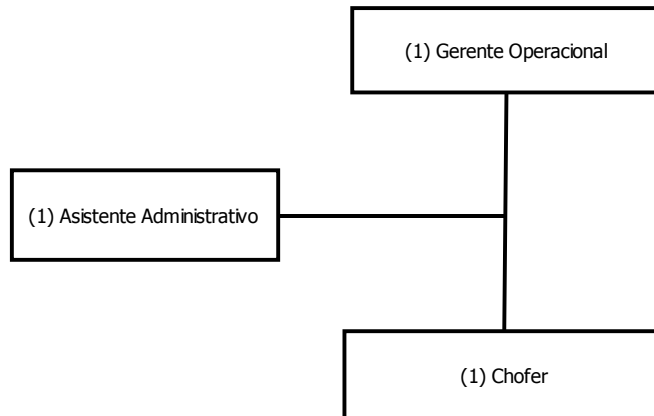 (1) Gerente Operacional
(1) Asistente Administrativo
(1) Chofer